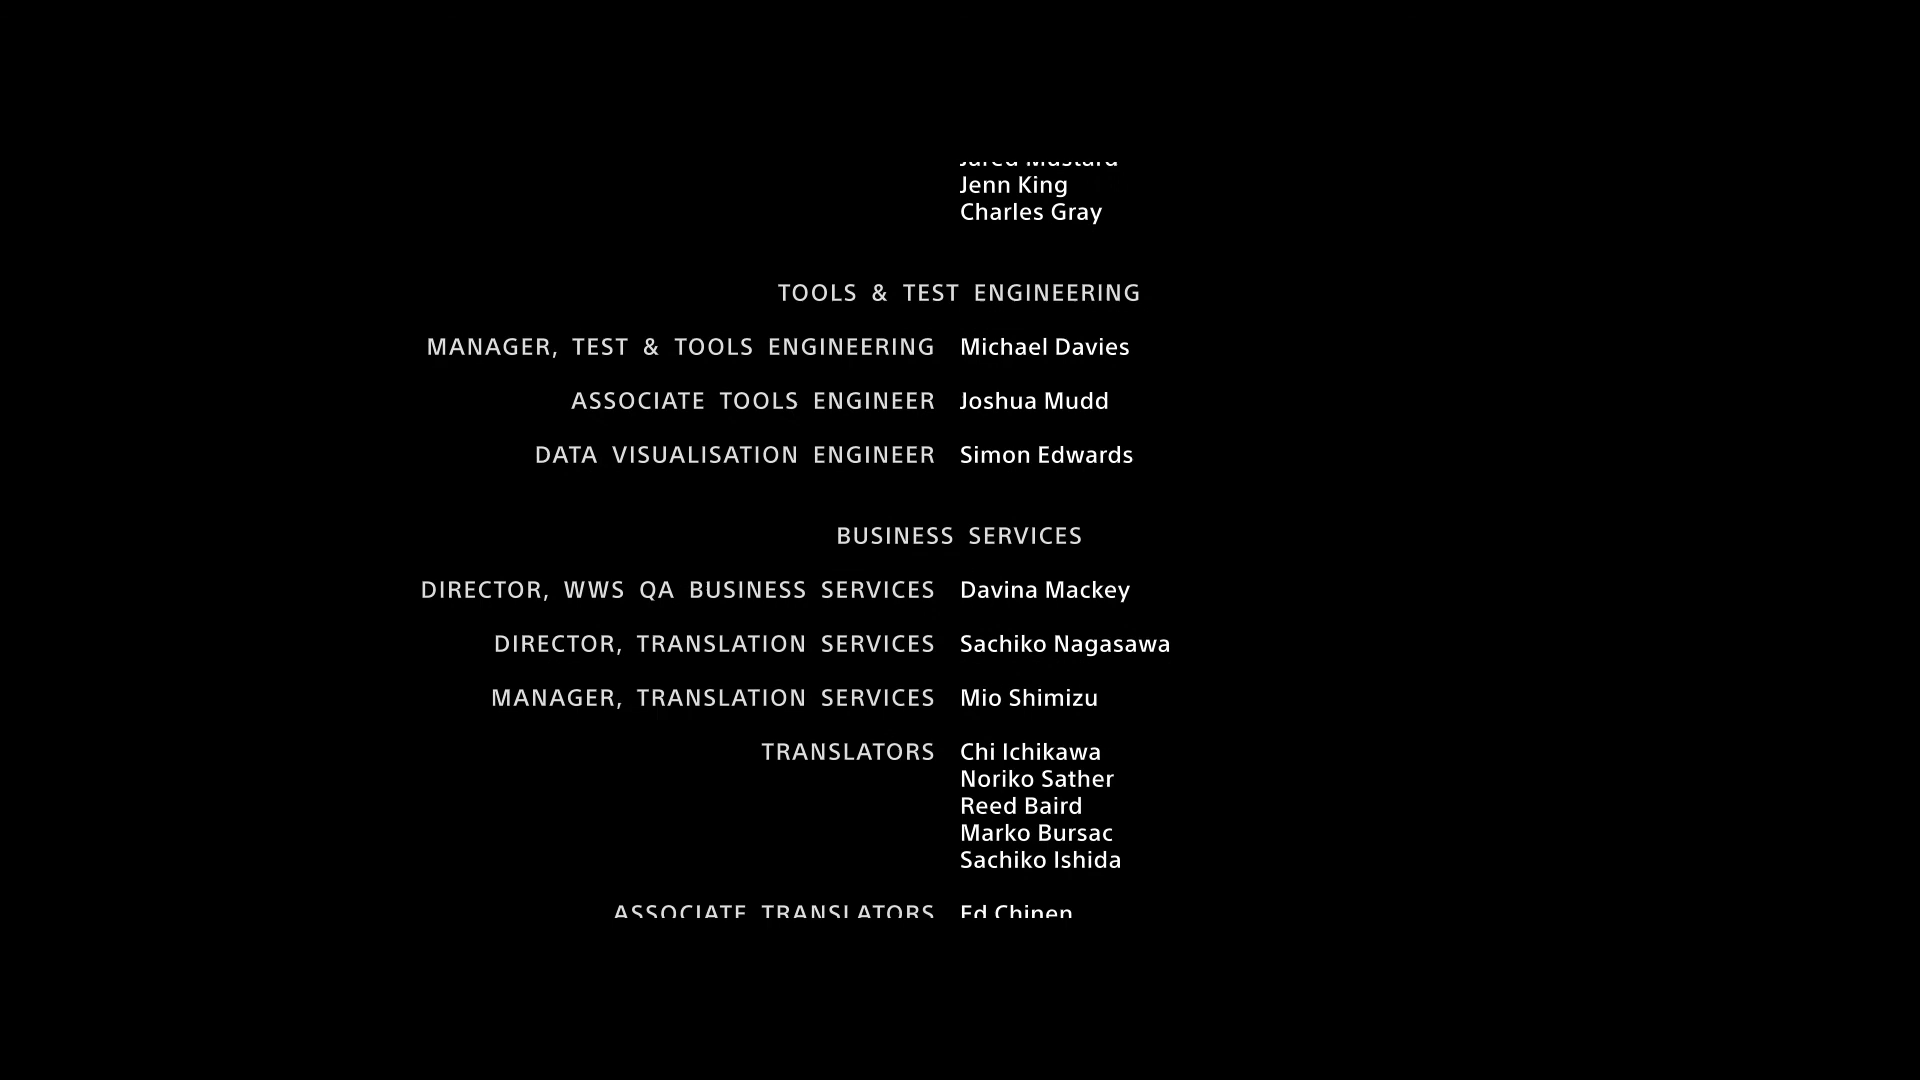 Jared Mustard
Jenn King
Charles Gray
TOOLS & TEST ENGINEERING
MANAGER, TEST & TOOLS ENGINEERING Michael Davies
ASSOCIATE TOOLS ENGINEER Joshua Mudd
DATA VISUALISATION ENGINEER Simon Edwards
BUSINESS SERVICES
DIRECTOR, WWS QA BUSINESS SERVICES Davina Mackey
DIRECTOR, TRANSLATION SERVICES Sachiko Nagasawa
MANAGER, TRANSLATION SERVICES Mio Shimizu
TRANSLATORS Chi Ichikawa
Noriko Sather
Reed Baird
Marko Bursac
Sachiko Ishida
ASSOCIATE TRANSLATORS Ed Chinen